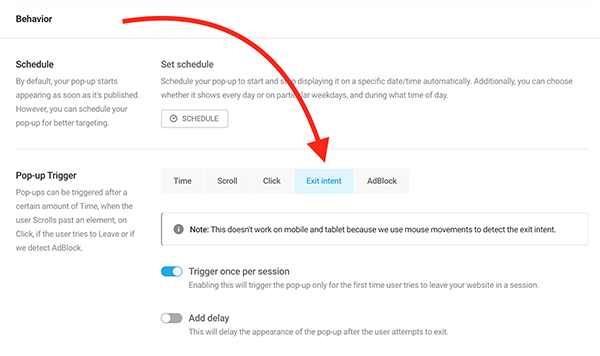 Behavior
Schedule
By default, your pop-up starts
appearing as soon as it's published.
However, you can schedule your
pop-up for better targeting.
Set schedule
Schedule your pop-up to start and stop displaying it on a specific date/time automatically. Additionally, you can choose
whether it shows every day or on particular weekdays, and during what time of day.
SCHEDULE
Pop-up Trigger
Pop-ups can be triggered after a
certain amount of Time, when the
user Scrolls past an element, on
Click, if the user tries to Leave or if
we detect AdBlock.
Time Scroll Click Exit intent AdBlock
Note: This doesn't work on mobile and tablet because we use mouse movements to detect the exit intent.
Trigger once per session
Enabling this will trigger the pop-up only for the first time user tries to leave your website in a session.
Add delay
This will delay the appearance of the pop-up after the user attempts to exit.